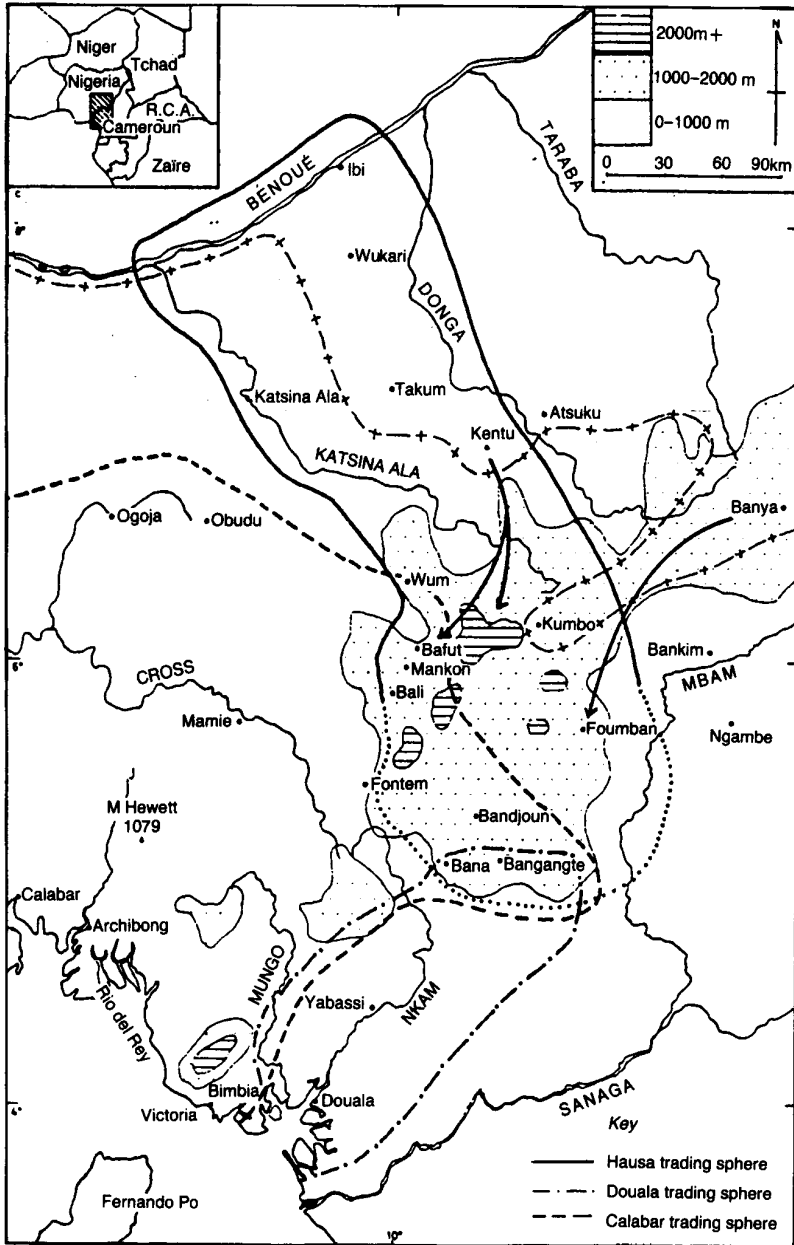 Niger
Tchad
Nigeria
R.C.A.
Cameroun
Zaïre
2000m+
1000-2000 m
0-1000 m
N
0 30 60 90km
TARABA
BÉNOUÉ
Ibi
Wukari
DONGA
Katsina Ala
Takum
Atsuku
Kentu
KATSINA ALA
Banya
Ogoja
Obudu
Wum
Kumbo
Bafut
Mankon
Bankim
MBAM
Bali
CROSS
Mamie
Foumban
Ngambe
Fontem
M Hewett
1079
Bandjoun
Bana
Bangangte
Calabar
Archibong
MUNGO
Rio del Rey
Yabassi
NKAM
Bimbia
Victoria
Douala
SANAGA
Fernando Po
10°
Key
Hausa trading sphere
Douala trading sphere
Calabar trading sphere